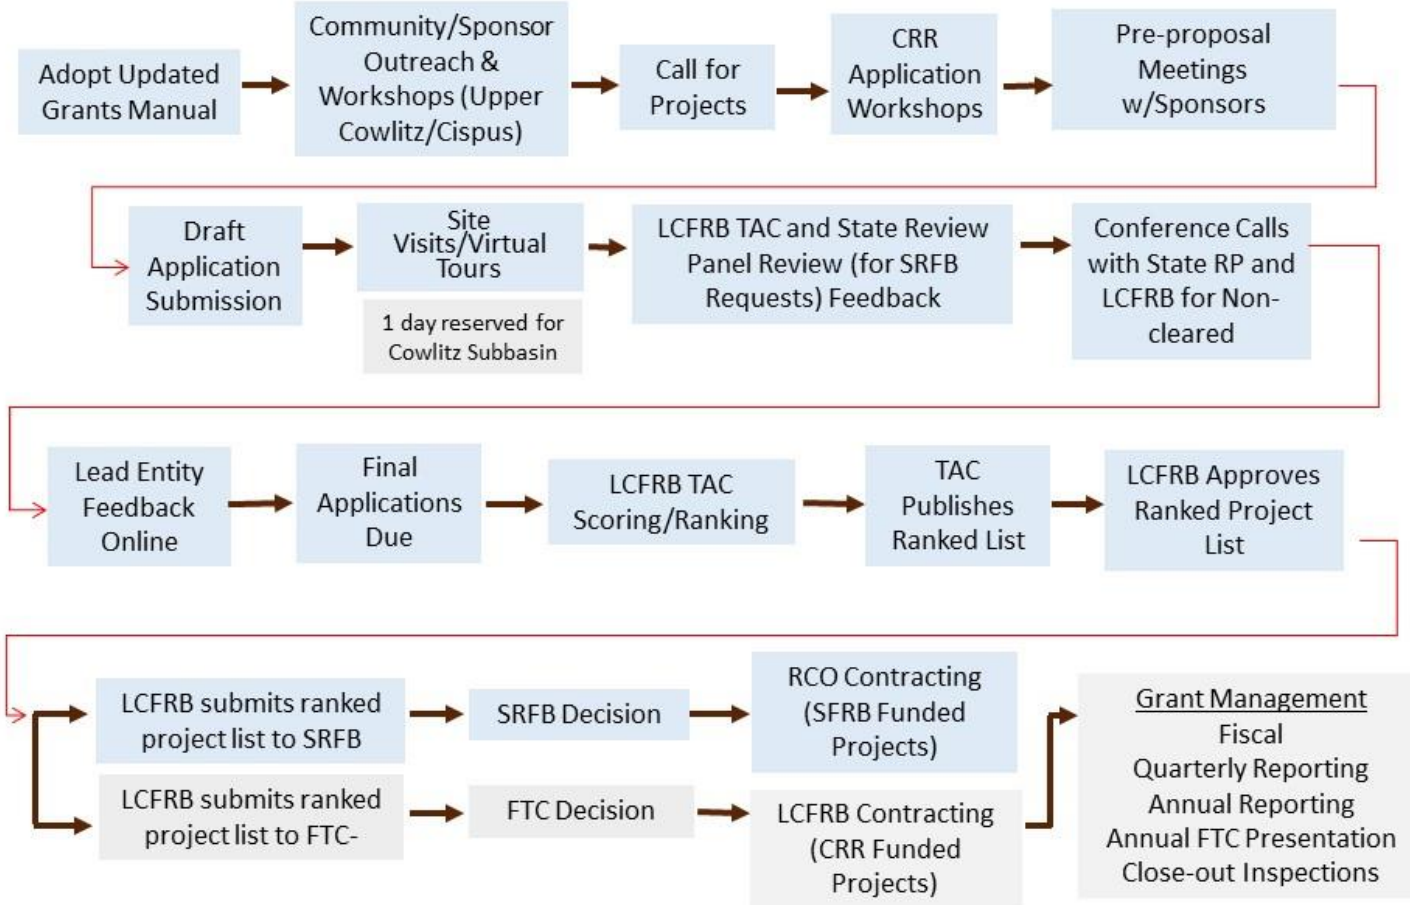 Adopt Updated
Grants Manual
Community/Sponsor
Outreach &
Workshops (Upper
Cowlitz/Cispus)
Call for
Projects
CRR
Application
Workshops
Pre-proposal
Meetings
w/Sponsors
Draft
Application
Submission
Site
Visits/Virtual
Tours
1 day reserved for
Cowlitz Subbasin
LCFRB TAC and State Review
Panel Review (for SRFB
Requests) Feedback
Conference Calls
with State RP and
LCFRB for Non-
cleared
Lead Entity
Feedback
Online
Final
Applications
Due
LCFRB TAC
Scoring/Ranking
TAC
Publishes
Ranked List
LCFRB Approves
Ranked Project
List
LCFRB submits ranked
project list to SRFB
SRFB Decision
RCO Contracting
(SFRB Funded
Projects)
LCFRB submits ranked
project list to FTC-
FTC Decision
LCFRB Contracting
(CRR Funded
Projects)
Grant Management
Fiscal
Quarterly Reporting
Annual Reporting
Annual FTC Presentation
Close-out Inspections